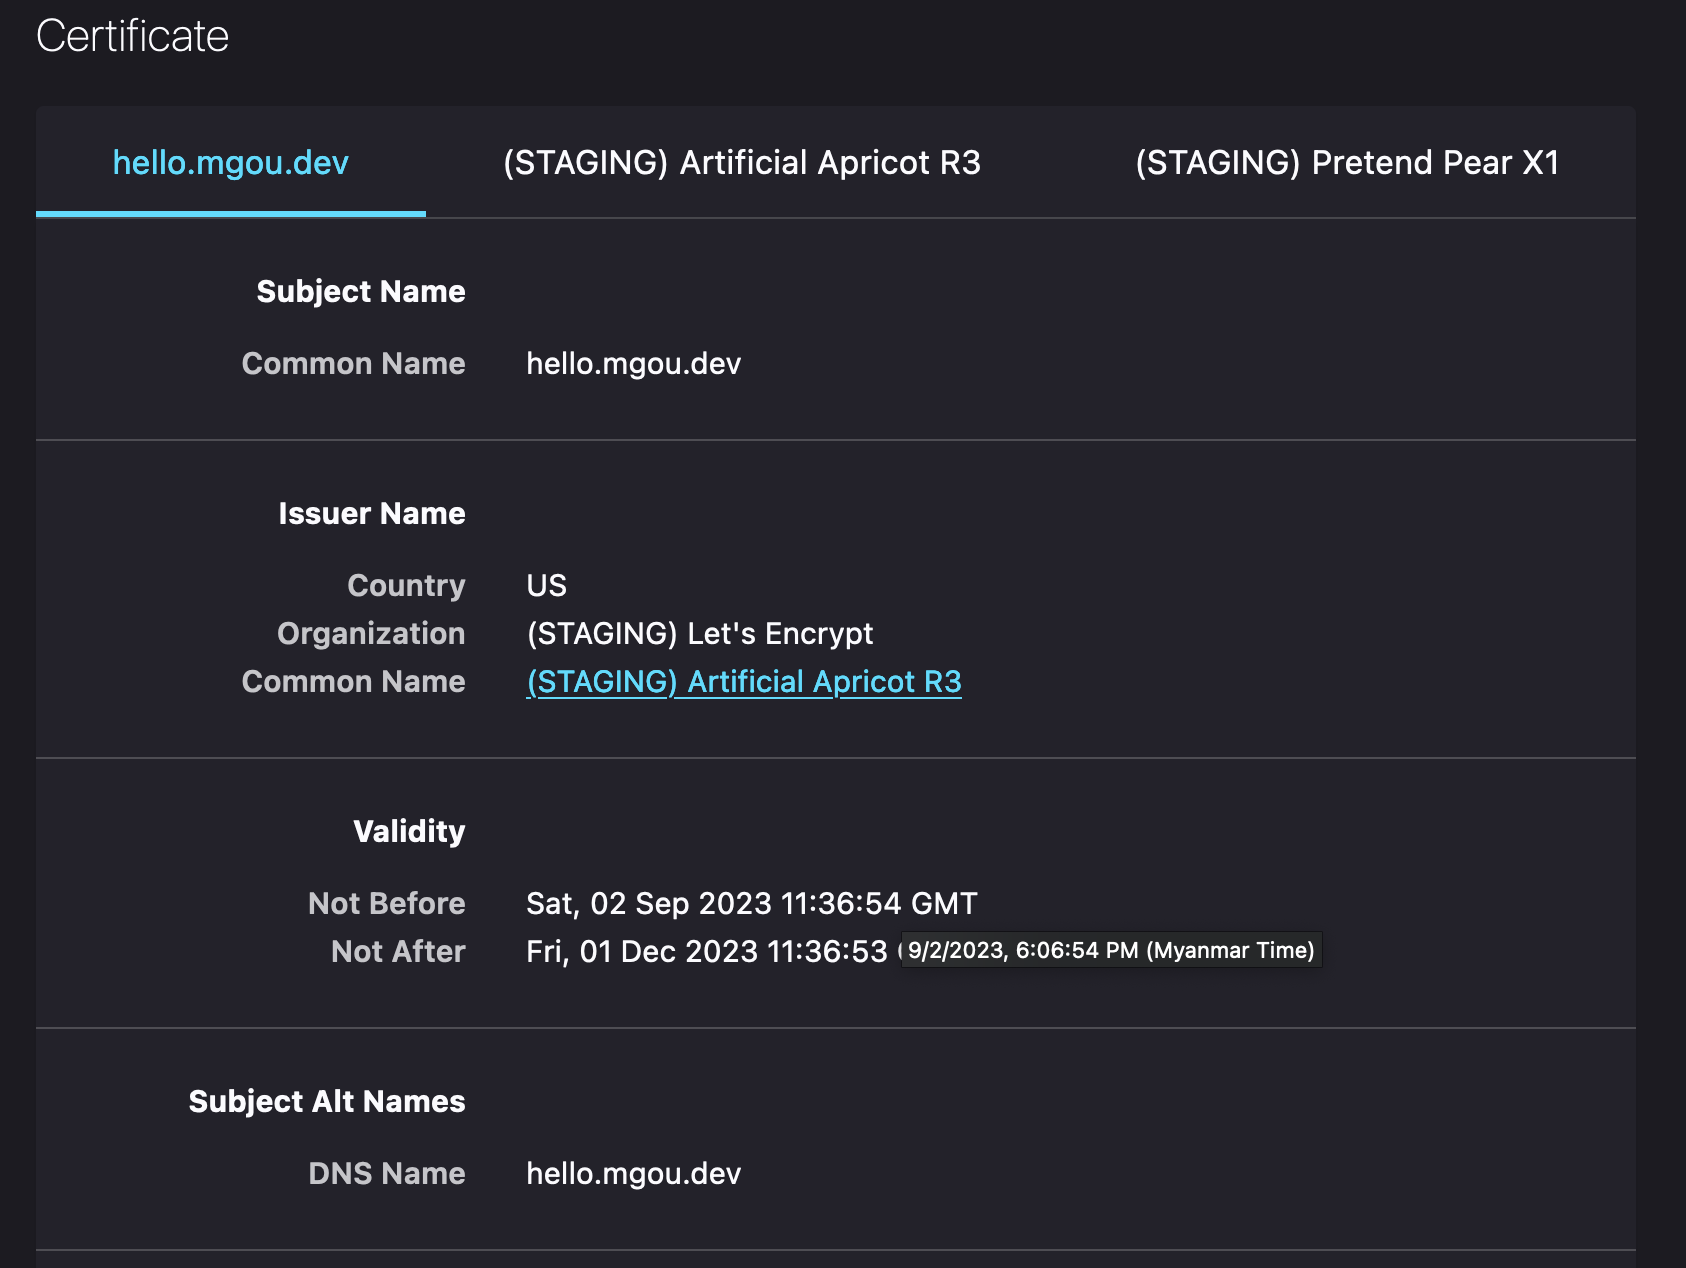 Certificate
hello.mgou.dev (STAGING) Artificial Apricot R3 (STAGING) Pretend Pear X1
Subject Name
Common Name hello.mgou.dev
Issuer Name
Country US
Organization (STAGING) Let's Encrypt
Common Name (STAGING) Artificial Apricot R3
Validity
Not Before Sat, 02 Sep 2023 11:36:54 GMT
Not After Fri, 01 Dec 2023 11:36:53 9/2/2023, 6:06:54 PM (Myanmar Time)
Subject Alt Names
DNS Name hello.mgou.dev